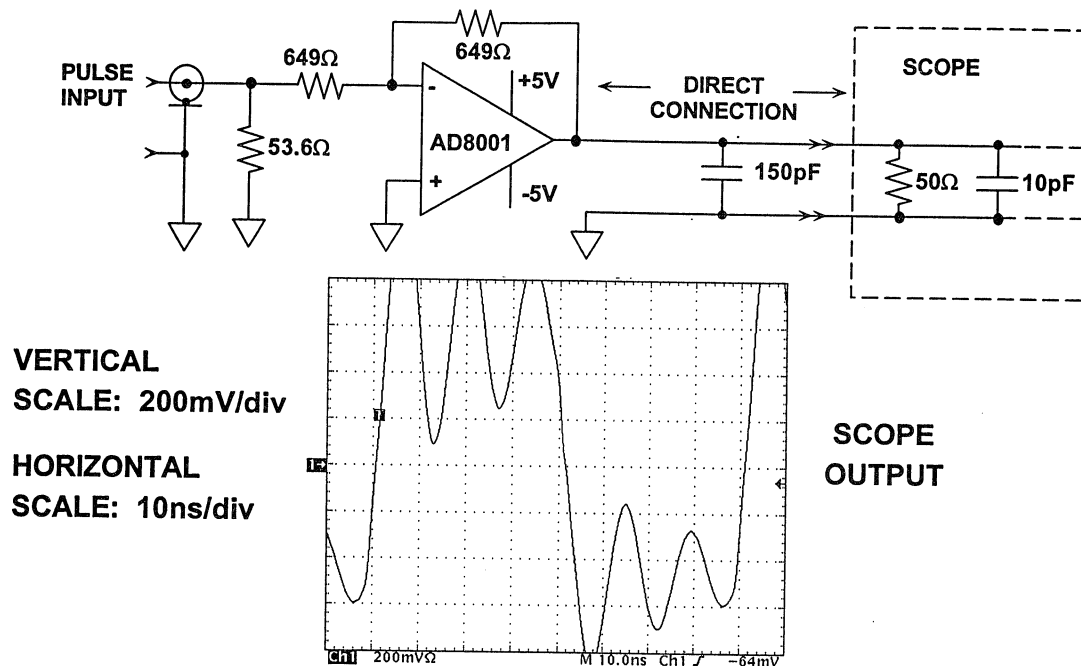 649Ω
649Ω
PULSE
INPUT
53.6Ω
-
+
AD8001
+5V
-5V
DIRECT
CONNECTION
SCOPE
150pF
50Ω
10pF
VERTICAL
SCALE: 200mV/div
HORIZONTAL
SCALE: 10ns/div
T
1
SCOPE
OUTPUT
Ch1 200mVΩ M 10.0ns Ch1 -64mV